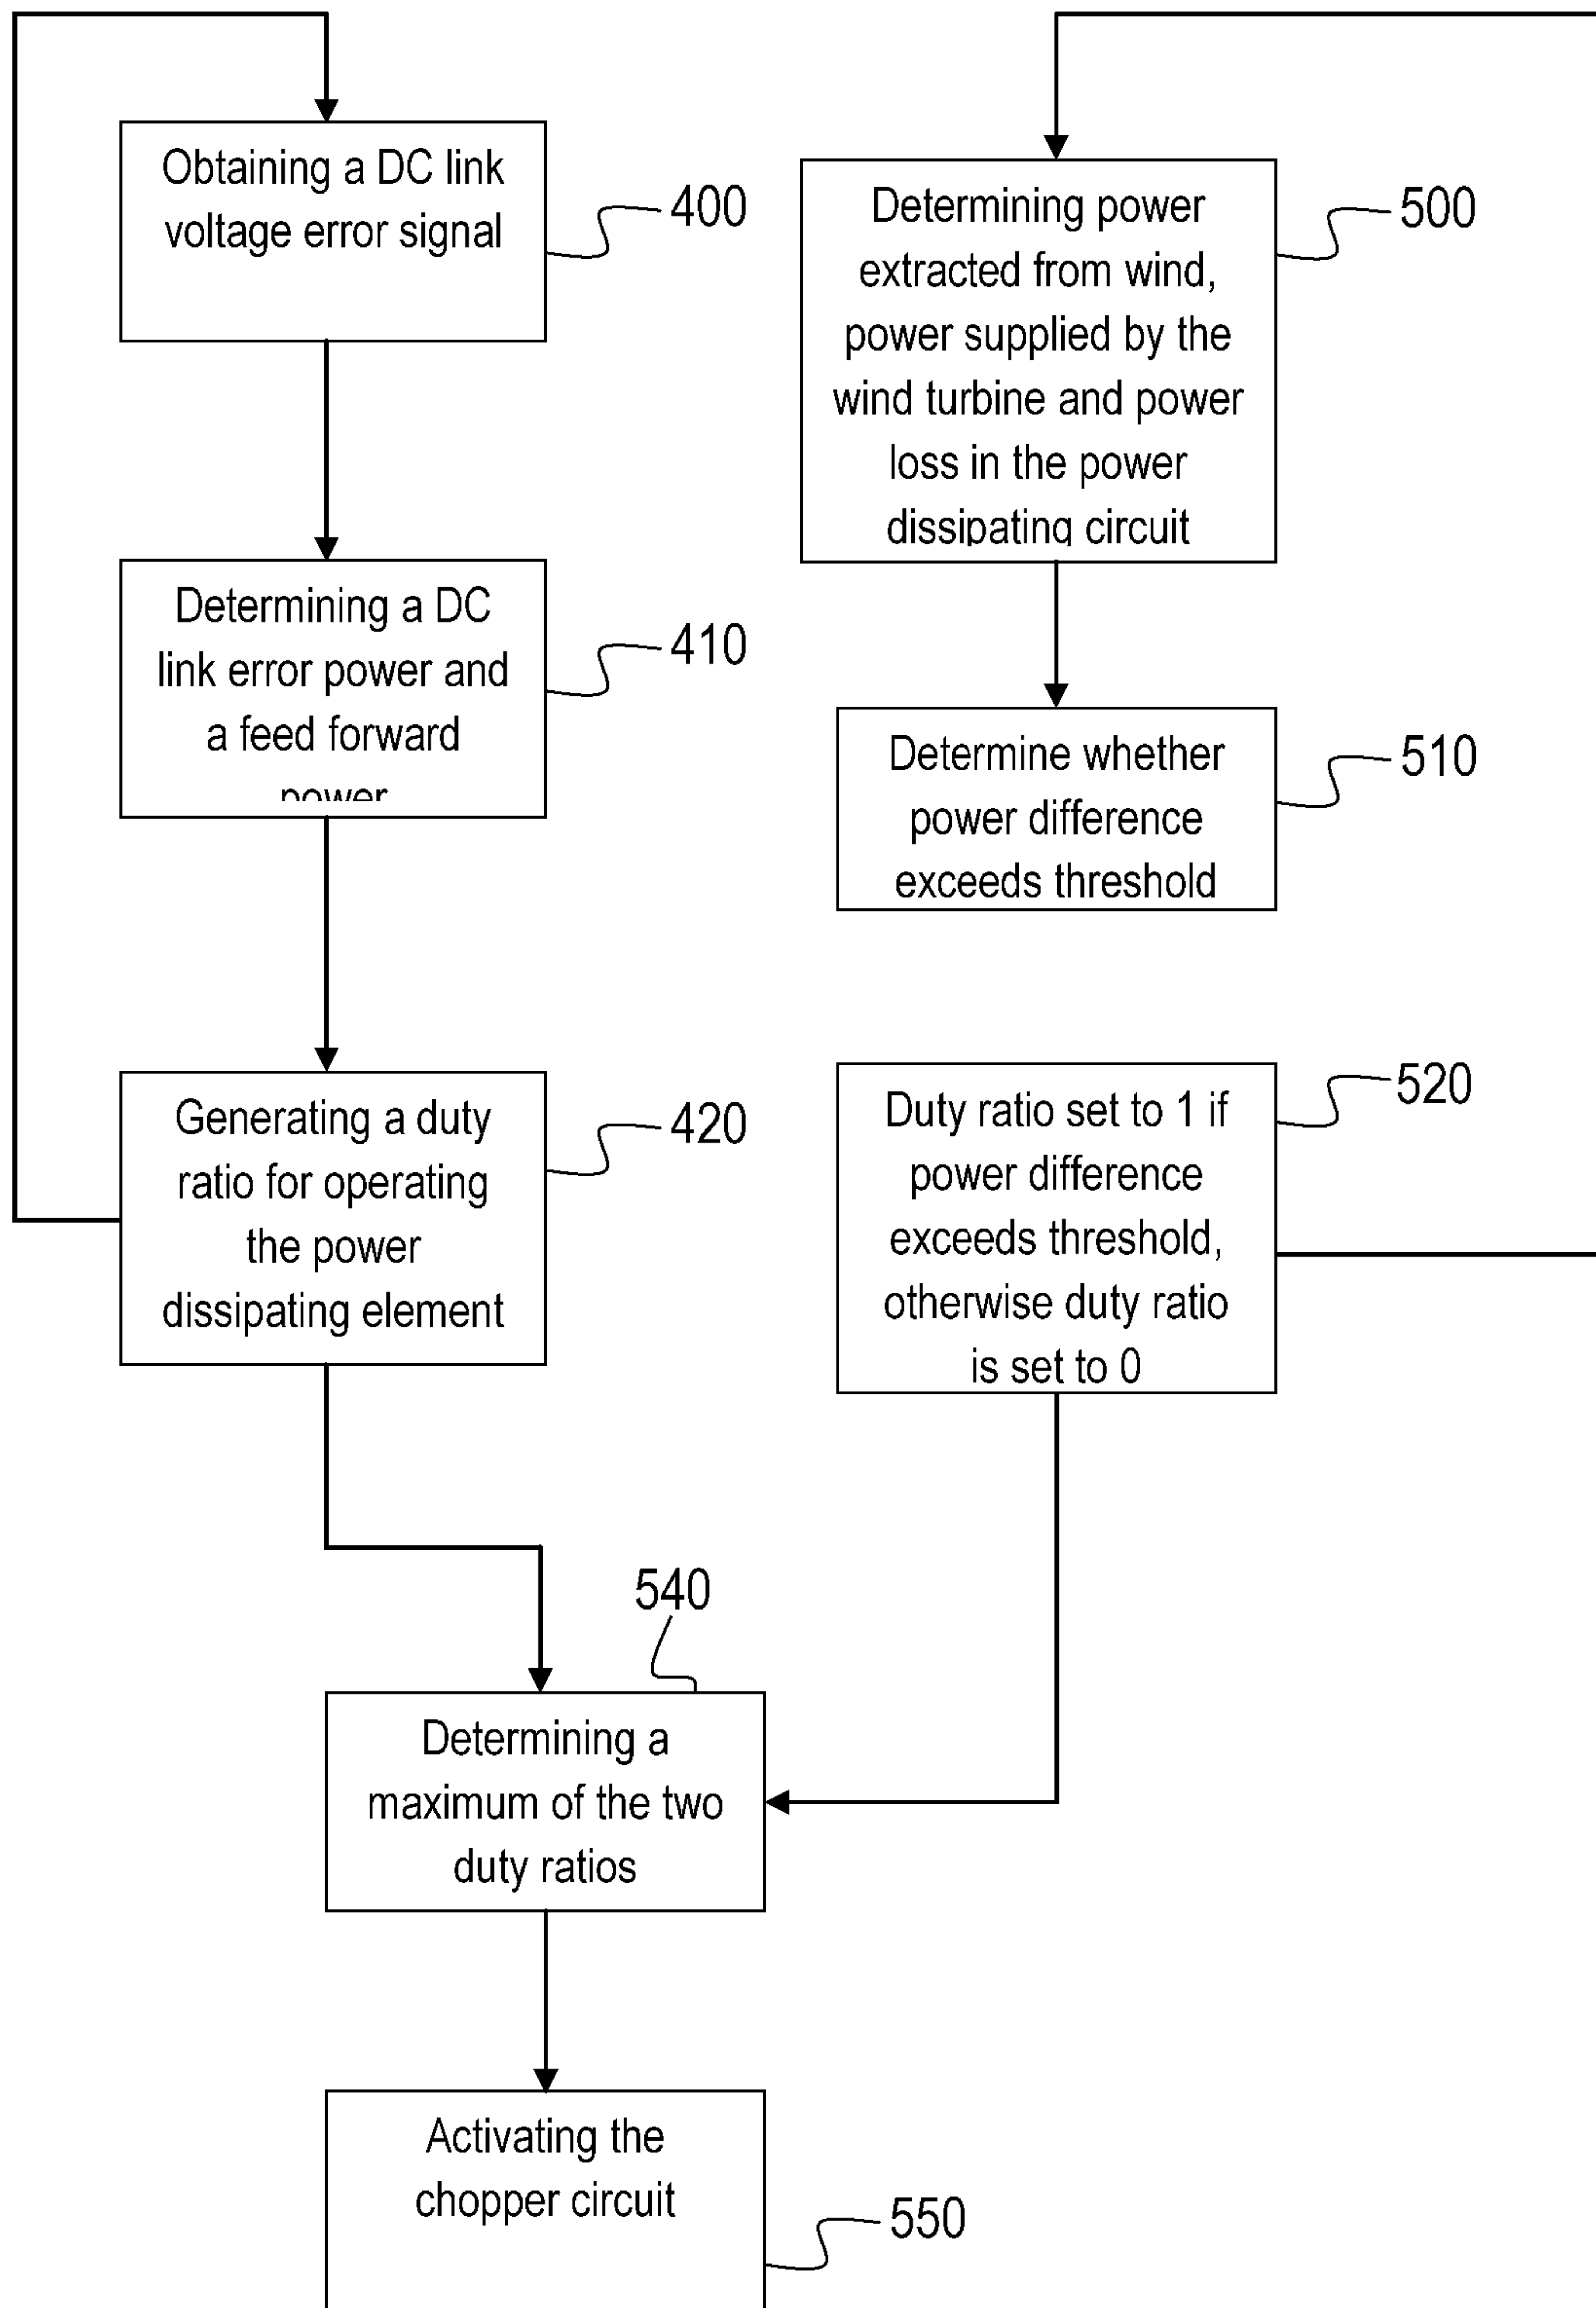 Obtaining a DC link
voltage error signal
400
Determining a DC
link error power and
a feed forward
power
410
Generating a duty
ratio for operating
the power
dissipating element
420
Determining power
extracted from wind,
power supplied by the
wind turbine and power
loss in the power
dissipating circuit
500
Determine whether
power difference
exceeds threshold
510
Duty ratio set to 1 if
power difference
exceeds threshold,
otherwise duty ratio
is set to 0
520
540
Determining a
maximum of the two
duty ratios
Activating the
chopper circuit
550